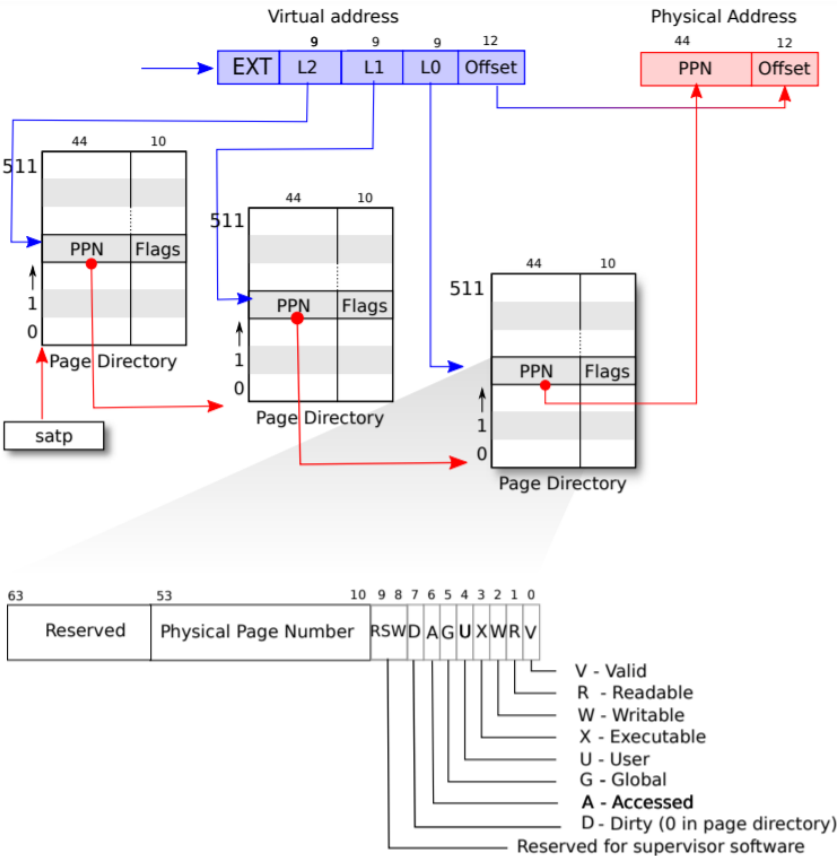 Virtual address
Physical Address
9 9 9 12
44 12
EXT L2 L1 L0 Offset
PPN Offset
44 10
511
PPN Flags
1
0
Page Directory
satp
44 10
511
PPN Flags
1
0
Page Directory
44 10
511
PPN Flags
1
0
Page Directory
63 53 10 9 8 7 6 5 4 3 2 1 0
Reserved Physical Page Number RSW D A G U X W R V
V - Valid
R - Readable
W - Writable
X - Executable
U - User
G - Global
A - Accessed
D - Dirty (0 in page directory)
Reserved for supervisor software